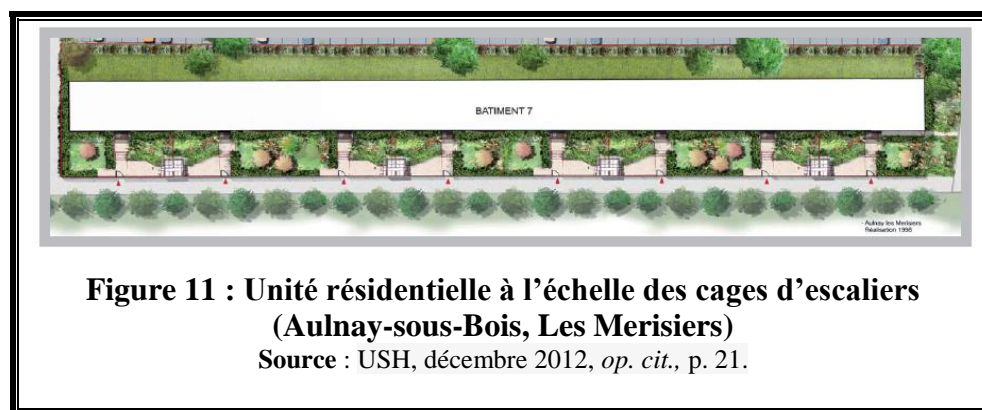 BATIMENT 7
- Aulnay les Merisiers
Réalisation 1998
Figure 11 : Unité résidentielle à l’échelle des cages d’escaliers
(Aulnay-sous-Bois, Les Merisiers)
Source : USH, décembre 2012, op. cit., p. 21.